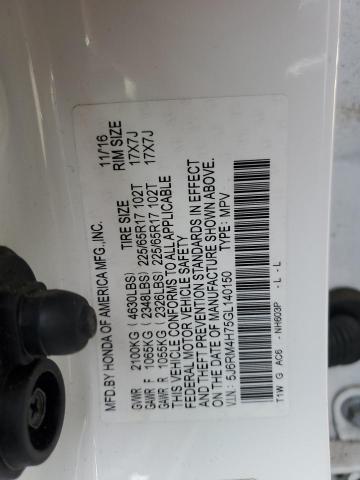 MFD.BY HONDA OF AMERICA MFG.,INC. 11/'16
TIRE SIZE RIM SIZE
GVWR 2100KG ( 4630LBS)
GAWR F 1065KG ( 2348LBS) 225/65R17 102T 17X7J
GAWR R 1055KG ( 2326LBS) 225/65R17 102T 17X7J
THIS VEHICLE CONFORMS TO ALL APPLICABLE
FEDERAL MOTOR VEHICLE SAFETY
AND THEFT PREVENTION STANDARDS IN EFFECT
ON THE DATE OF MANUFACTURE SHOWN ABOVE.
V.I.N.: 5J6RM4H75GL140150 TYPE: MPV
T1W G AC6 - NH603P - L - L